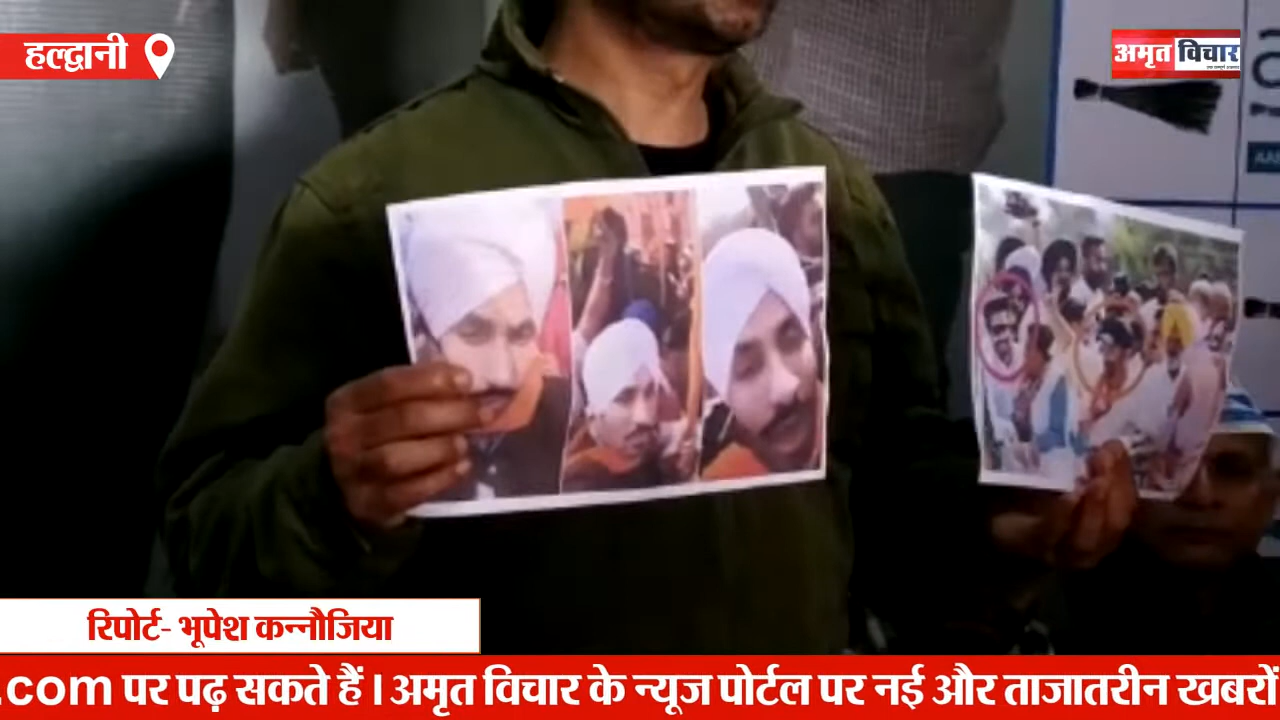 हल्द्वानी
अमृत विचार
रिपोर्ट- भूपेश कन्नौजिया
.com पर पढ़ सकते हैं । अमृत विचार के न्यूज पोर्टल पर नई और ताजातरीन खबरों